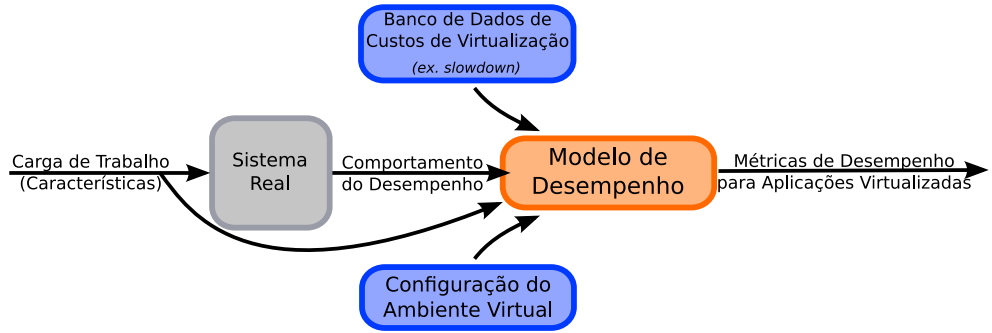 Banco de Dados de
Custos de Virtualização
(ex. slowdown)
Carga de Trabalho
(Características)
Sistema
Real
Comportamento
do Desempenho
Modelo de
Desempenho
Métricas de Desempenho
para Aplicações Virtualizadas
Configuração do
Ambiente Virtual